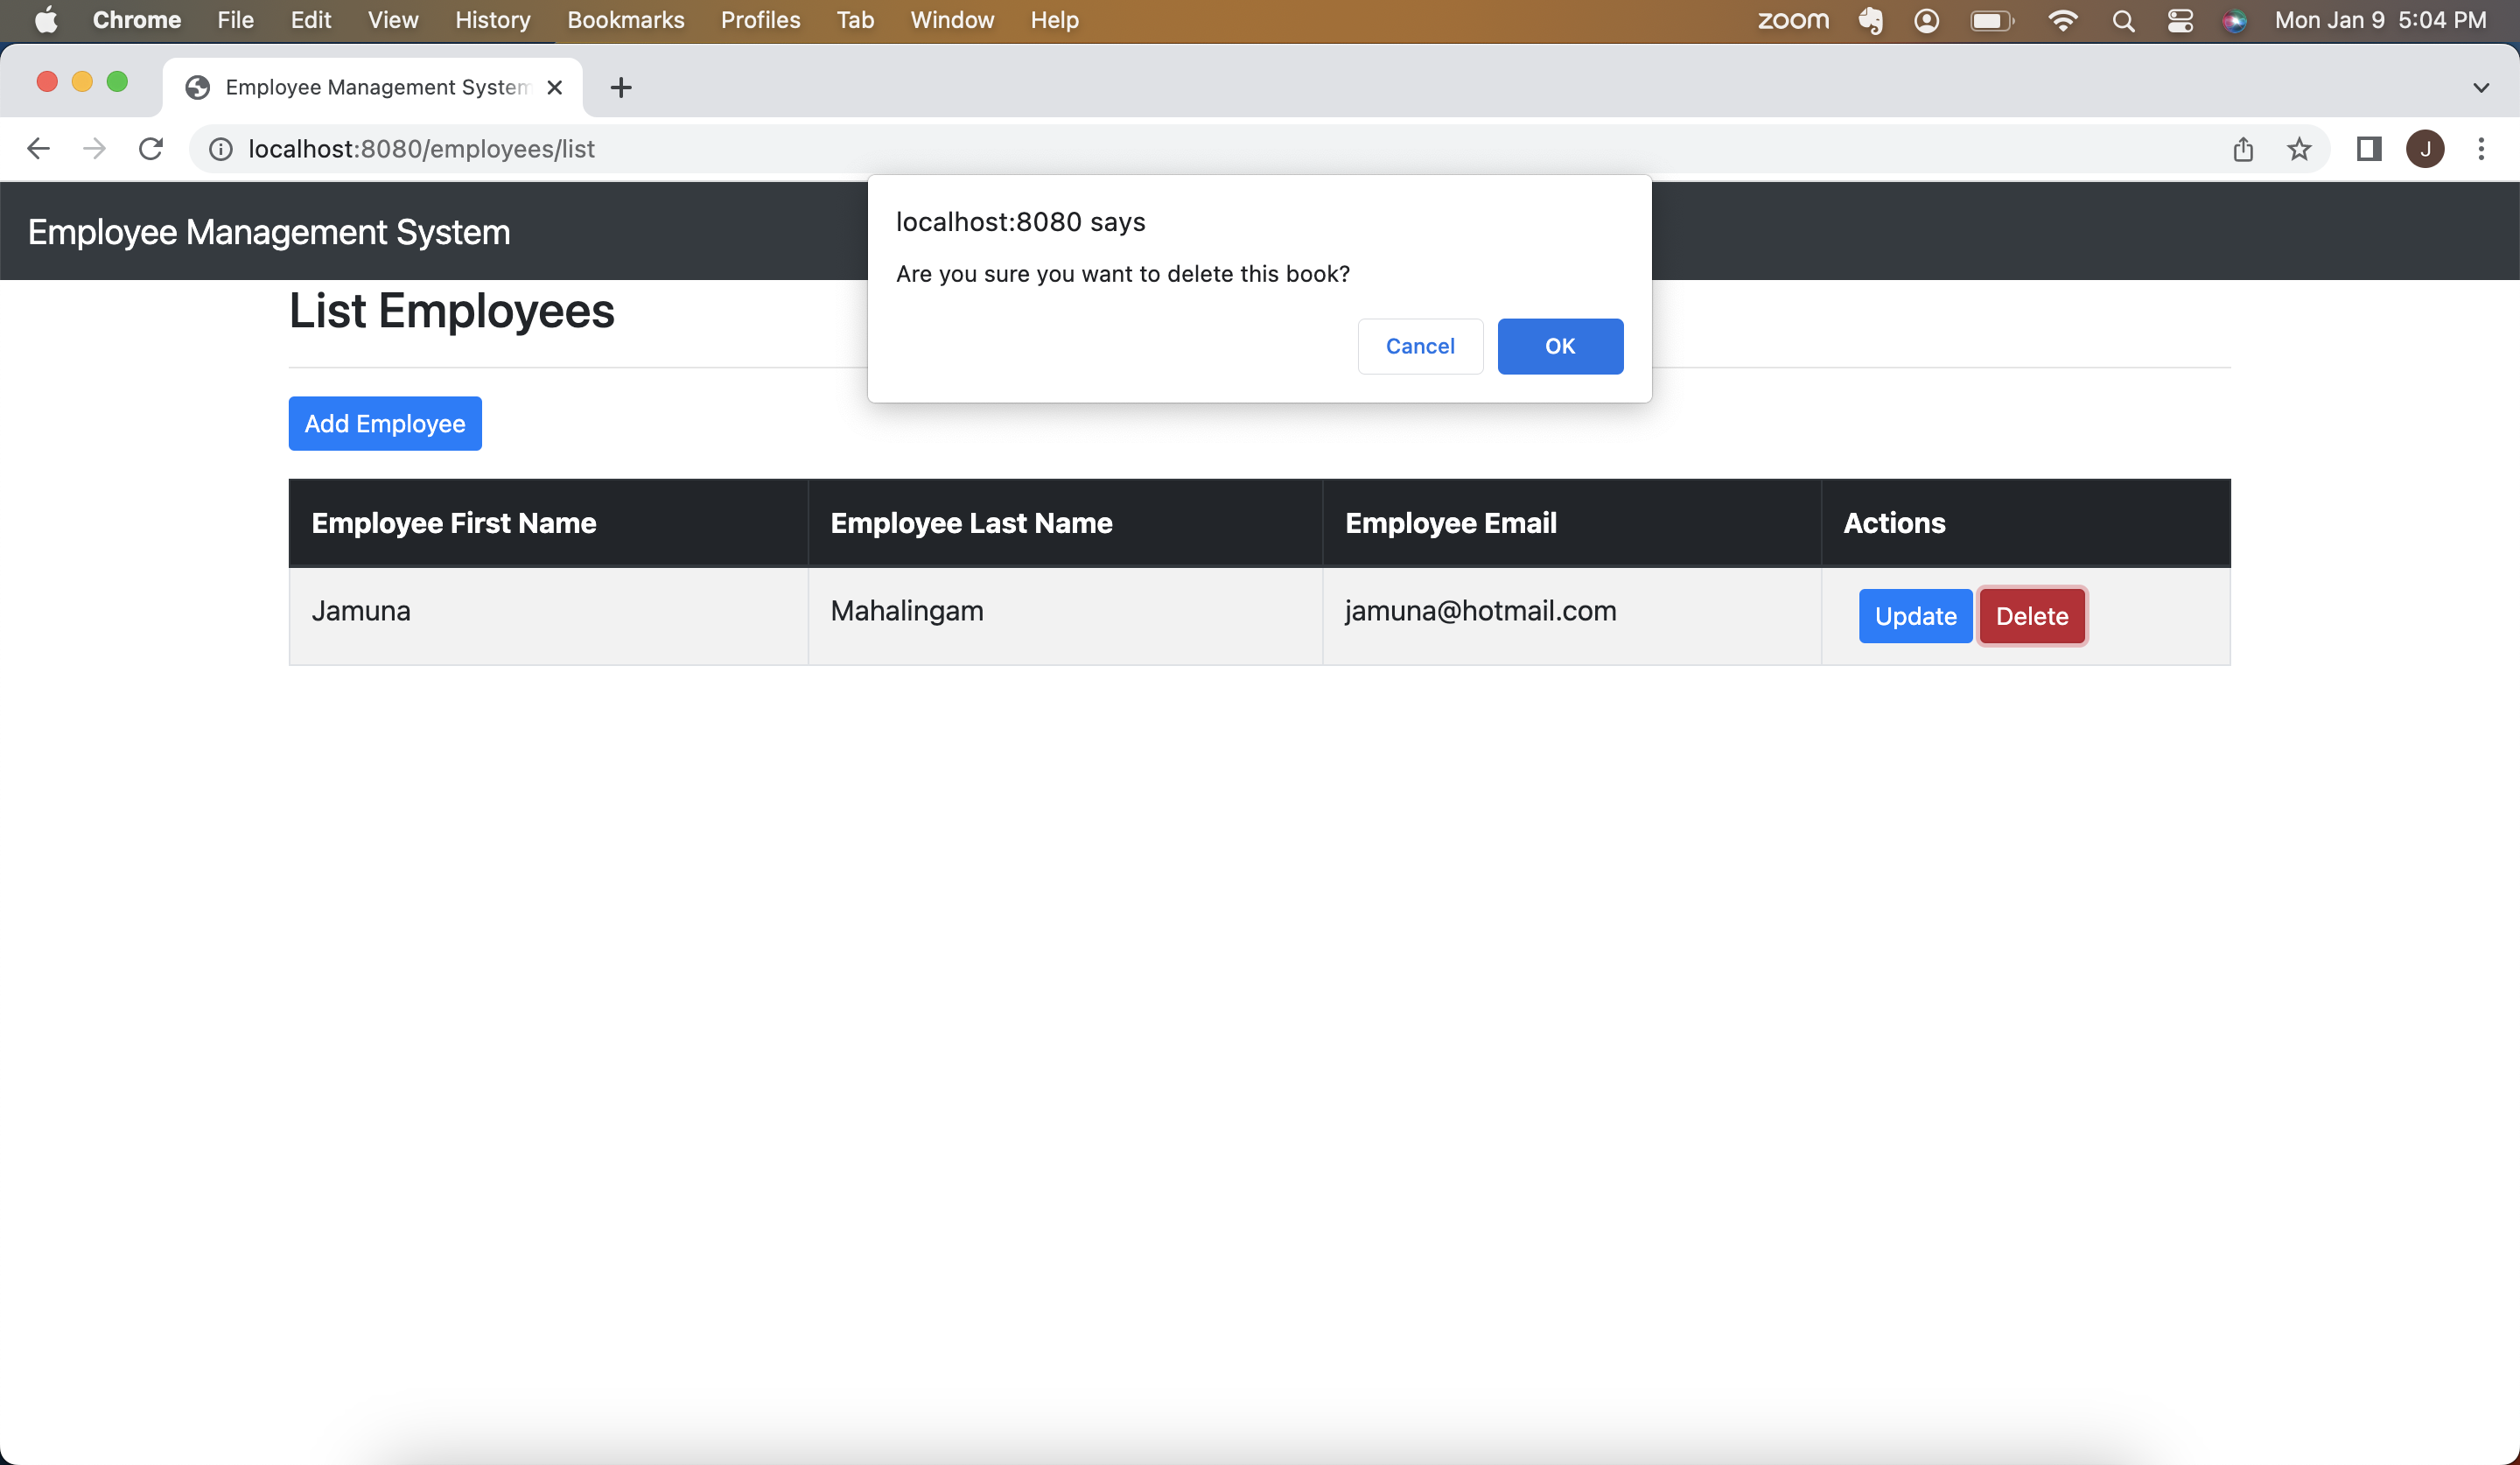 Chrome File Edit View History Bookmarks Profiles Tab Window Help zoom Mon Jan 9 5:04 PM
Employee Management System
localhost:8080/employees/list J
Employee Management System
localhost:8080 says
Are you sure you want to delete this book?
Cancel OK
List Employees
Add Employee
Employee First Name Employee Last Name Employee Email Actions
Jamuna Mahalingam jamuna@hotmail.com Update Delete